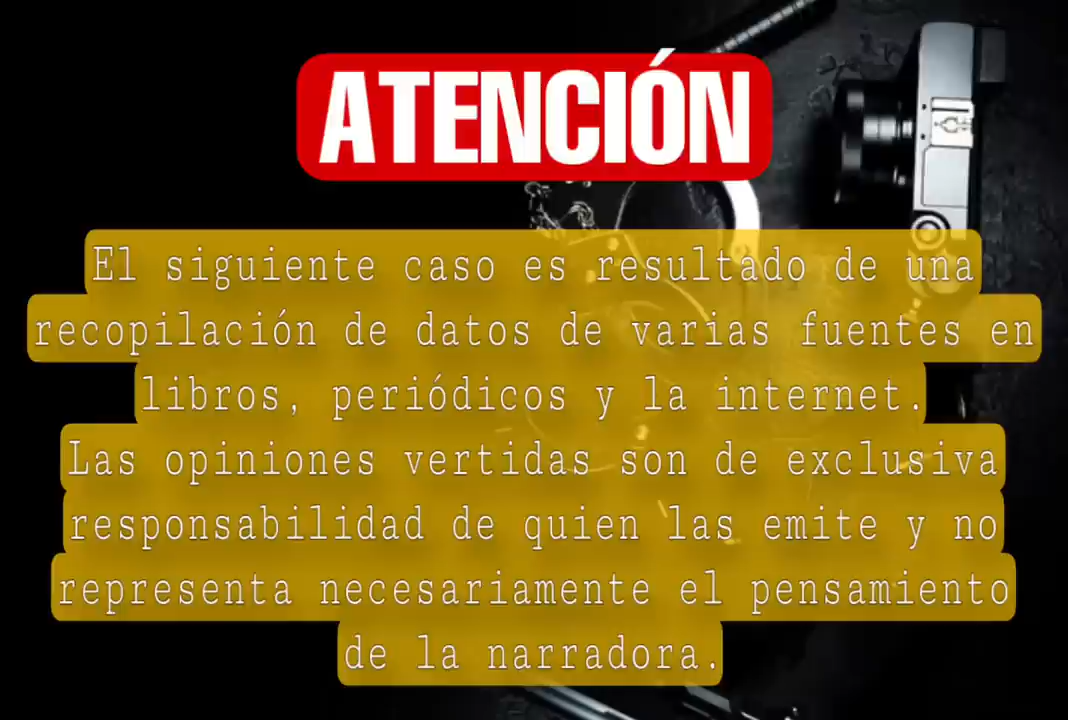 ATENCIÓN
El siguiente caso es resultado de una
recopilación de datos de varias fuentes en
libros, periódicos y la internet.
Las opiniones vertidas son de exclusiva
responsabilidad de quien las emite y no
representa necesariamente el pensamiento
de la narradora.